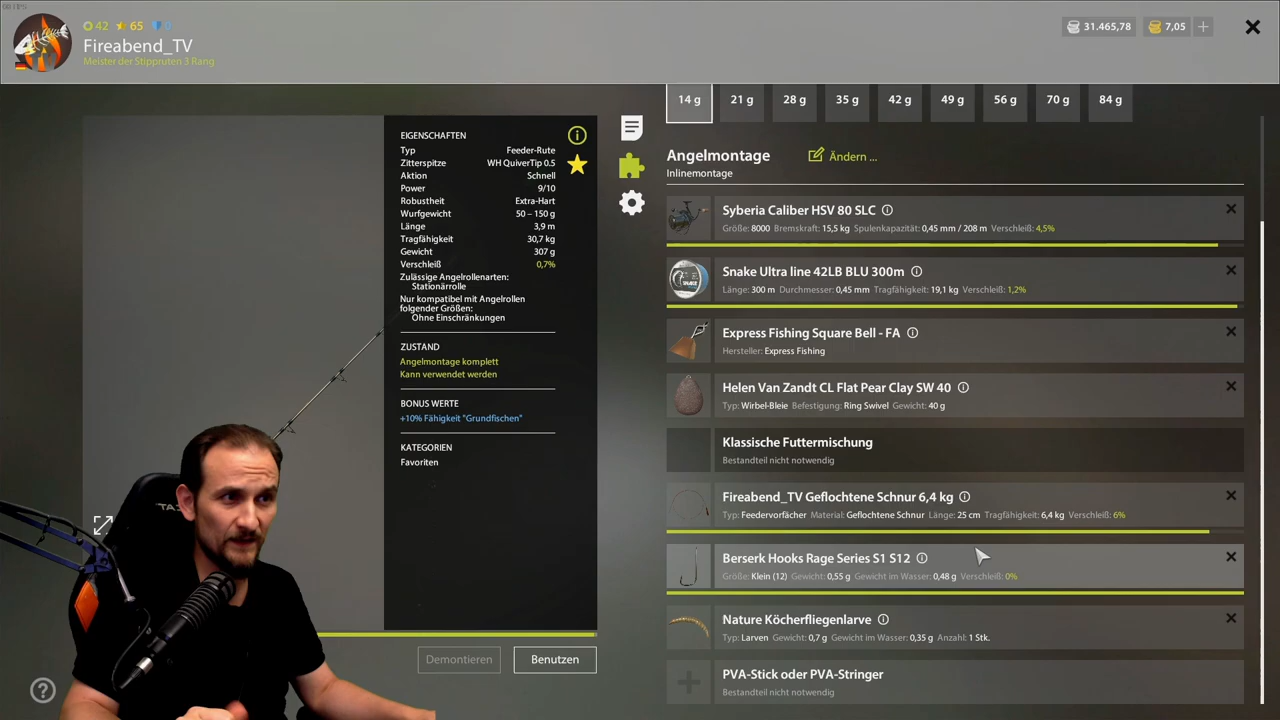 42 65 0
Fireabend_TV
Meister der Stippruten 3 Rang
31.465,78 7,05
14 g 21 g 28 g 35 g 42 g 49 g 56 g 70 g 84 g
EIGENSCHAFTEN
Typ Feeder-Rute
Zitterspitze WH QuiverTip 0.5
Aktion Schnell
Power 9/10
Robustheit Extra-Hart
Wurfgewicht 50 – 150 g
Länge 3,9 m
Tragfähigkeit 30,7 kg
Gewicht 307 g
Verschleiß 0,7%
Zulässige Angelrollenarten:
Stationärrolle
Nur kompatibel mit Angelrollen
folgender Größen:
Ohne Einschränkungen
ZUSTAND
Angelmontage komplett
Kann verwendet werden
BONUS WERTE
+10% Fähigkeit "Grundfischen"
KATEGORIEN
Favoriten
Demontieren Benutzen
Angelmontage Ändern ...
Inlinemontage
Syberia Caliber HSV 80 SLC
Größe: 8000 Bremskraft: 15,5 kg Spulenkapazität: 0,45 mm / 208 m Verschleiß: 4,5%
Snake Ultra line 42LB BLU 300m
Länge: 300 m Durchmesser: 0,45 mm Tragfähigkeit: 19,1 kg Verschleiß: 1,2%
Express Fishing Square Bell - FA
Hersteller: Express Fishing
Helen Van Zandt CL Flat Pear Clay SW 40
Typ: Wirbel-Bleie Befestigung: Ring Swivel Gewicht: 40 g
Klassische Futtermischung
Bestandteil nicht notwendig
Fireabend_TV Geflochtene Schnur 6,4 kg
Typ: Feedervorfächer Material: Geflochtene Schnur Länge: 25 cm Tragfähigkeit: 6,4 kg Verschleiß: 6%
Berserk Hooks Rage Series S1 S12
Größe: Klein (12) Gewicht: 0,55 g Gewicht im Wasser: 0,48 g Verschleiß: 0%
Nature Köcherfliegenlarve
Typ: Larven Gewicht: 0,7 g Gewicht im Wasser: 0,35 g Anzahl: 1 Stk.
PVA-Stick oder PVA-Stringer
Bestandteil nicht notwendig